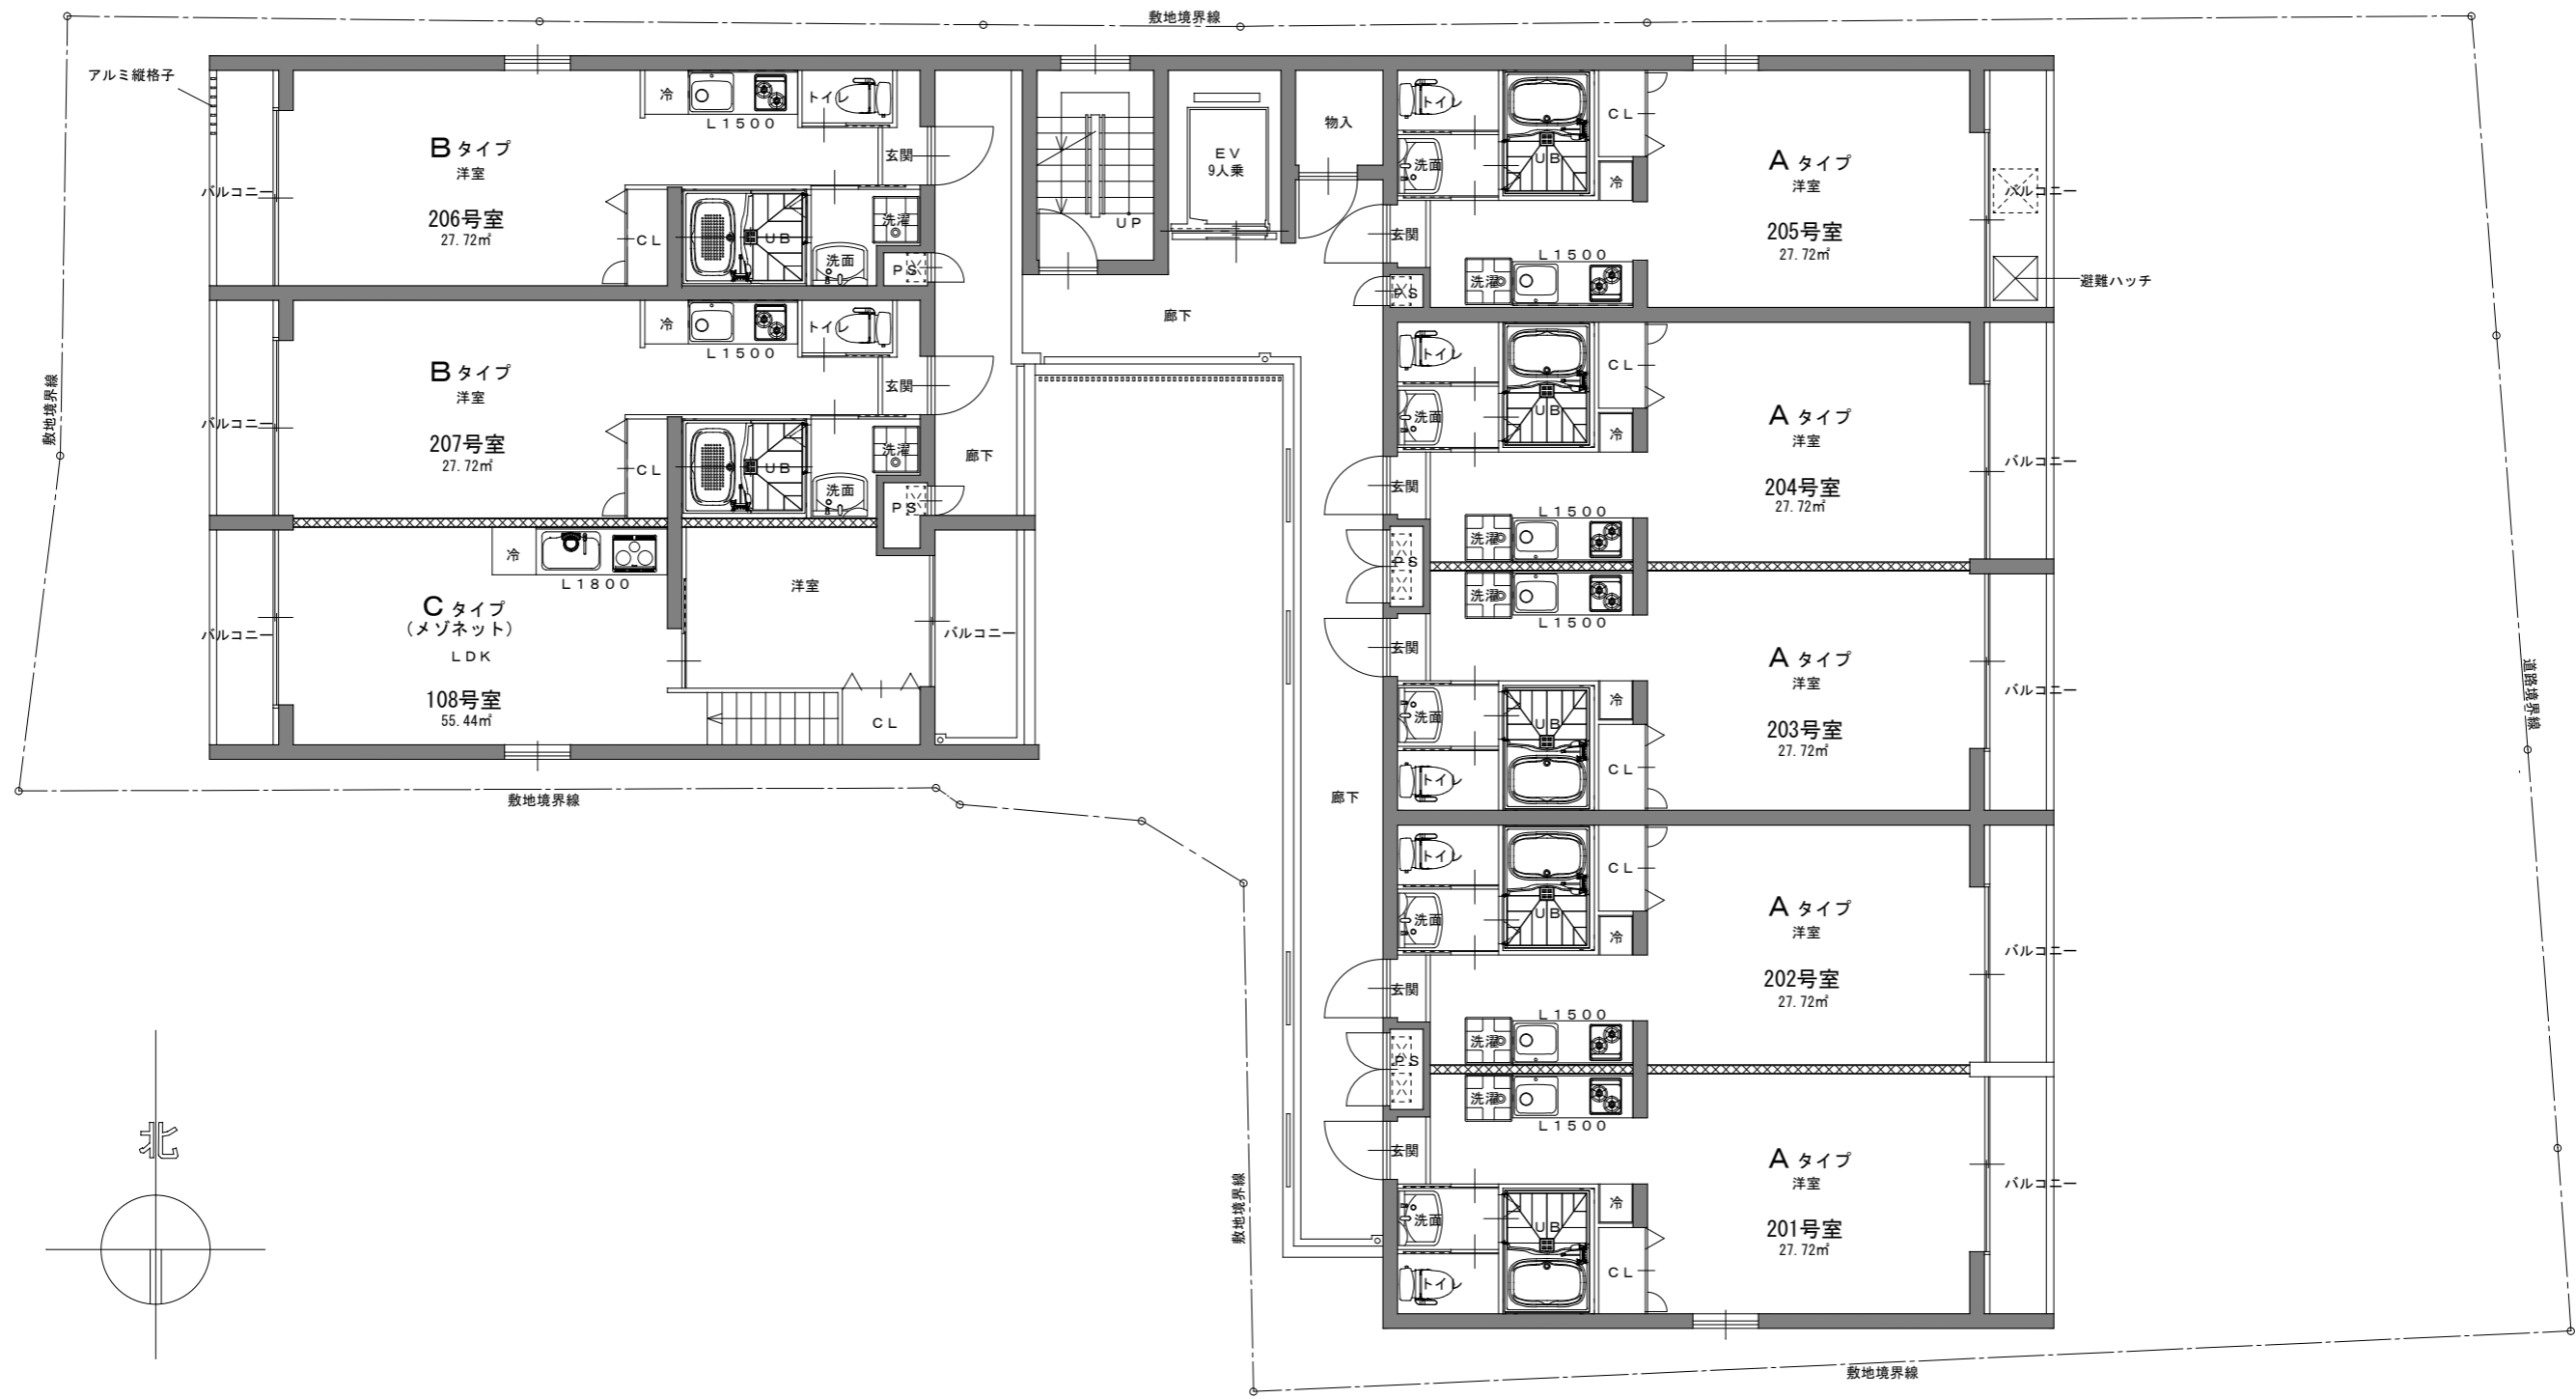 敷地境界線
アルミ縦格子
冷
L1500
トイレ
Bタイプ
洋室
玄関
バルコニー
206号室
27.72㎡
CL
UB
洗面
洗濯
PS
UP
EV
9人乗
物入
廊下
トイレ
洗面
UB
CL
冷
Aタイプ
洋室
バルコニー
205号室
27.72㎡
玄関
L1500
洗濯
PS
避難ハッチ
敷地境界線
冷
L1500
トイレ
Bタイプ
洋室
玄関
バルコニー
207号室
27.72㎡
CL
UB
洗面
洗濯
PS
廊下
トイレ
洗面
UB
CL
冷
Aタイプ
洋室
バルコニー
204号室
27.72㎡
玄関
L1500
洗濯
PS
冷
L1800
洋室
Cタイプ
(メゾネット)
LDK
バルコニー
バルコニー
108号室
55.44㎡
CL
敷地境界線
洗濯
L1500
玄関
Aタイプ
洋室
バルコニー
203号室
27.72㎡
洗面
UB
冷
トイレ
CL
道路境界線
廊下
トイレ
洗面
UB
CL
冷
Aタイプ
洋室
バルコニー
202号室
27.72㎡
玄関
L1500
洗濯
PS
洗濯
L1500
玄関
Aタイプ
洋室
バルコニー
201号室
27.72㎡
洗面
UB
冷
トイレ
CL
敷地境界線
敷地境界線
北